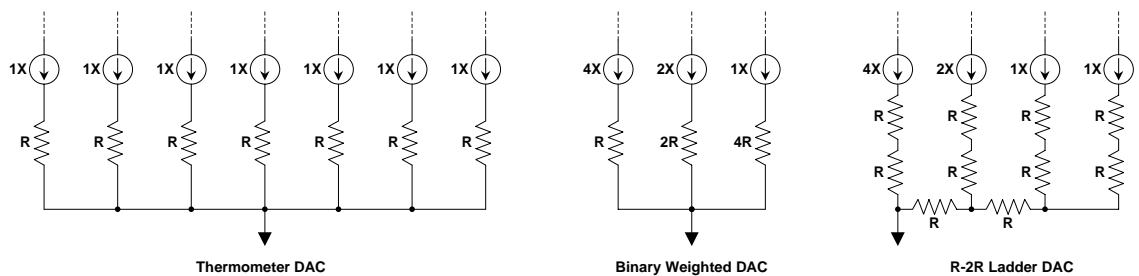 1X 1X 1X 1X 1X 1X 1X 4X 2X 1X 4X 2X 1X 1X
R R R R
R R R R R R R R 2R 4R
R R R R
R R
Thermometer DAC Binary Weighted DAC R-2R Ladder DAC